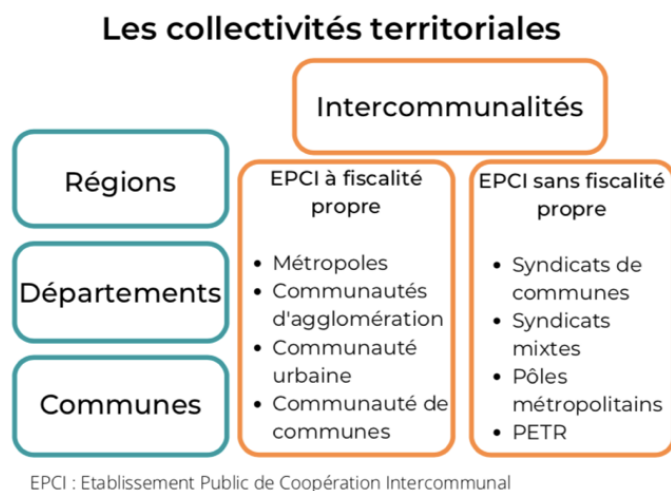 Les collectivités territoriales
Intercommunalités
Régions
Départements
Communes
EPCI à fiscalité
propre
• Métropoles
• Communautés
d'agglomération
• Communauté
urbaine
• Communauté de
communes
EPCI sans fiscalité
propre
• Syndicats de
communes
• Syndicats
mixtes
• Pôles
métropolitains
• PETR
EPCI : Etablissement Public de Coopération Intercommunal